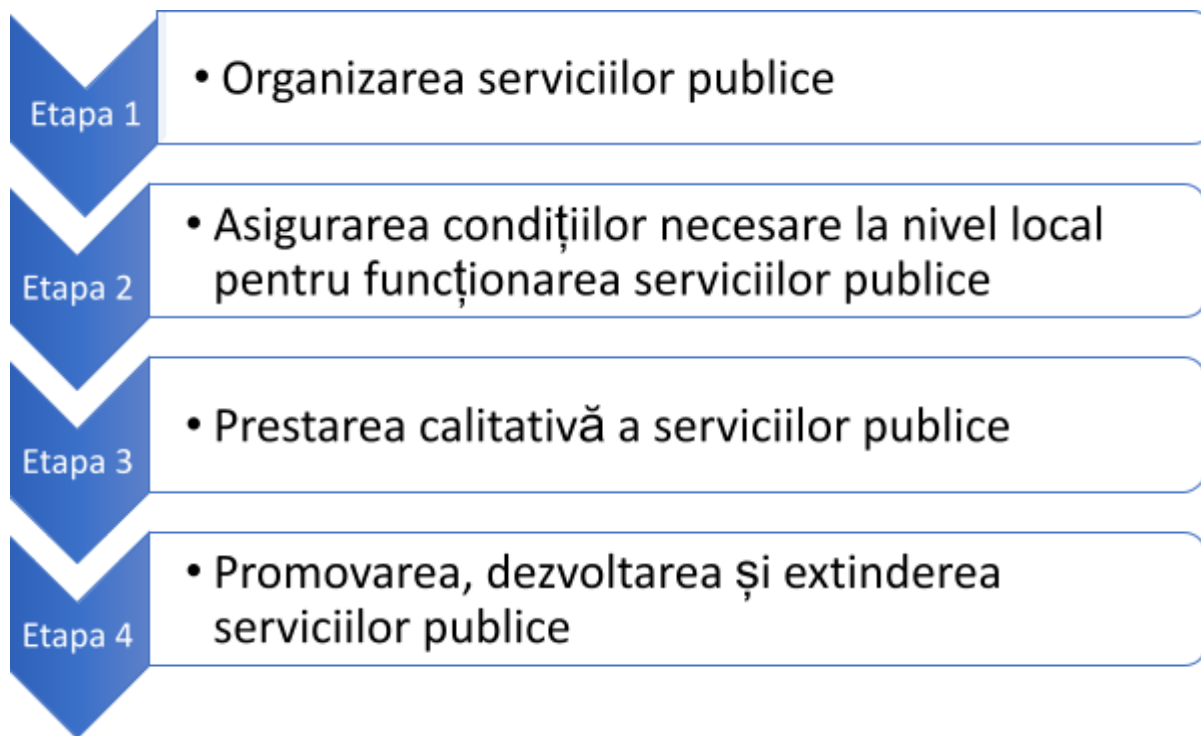 Etapa 1
• Organizarea serviciilor publice
Etapa 2
• Asigurarea condițiilor necesare la nivel local
pentru funcționarea serviciilor publice
Etapa 3
• Prestarea calitativă a serviciilor publice
Etapa 4
• Promovarea, dezvoltarea și extinderea
serviciilor publice